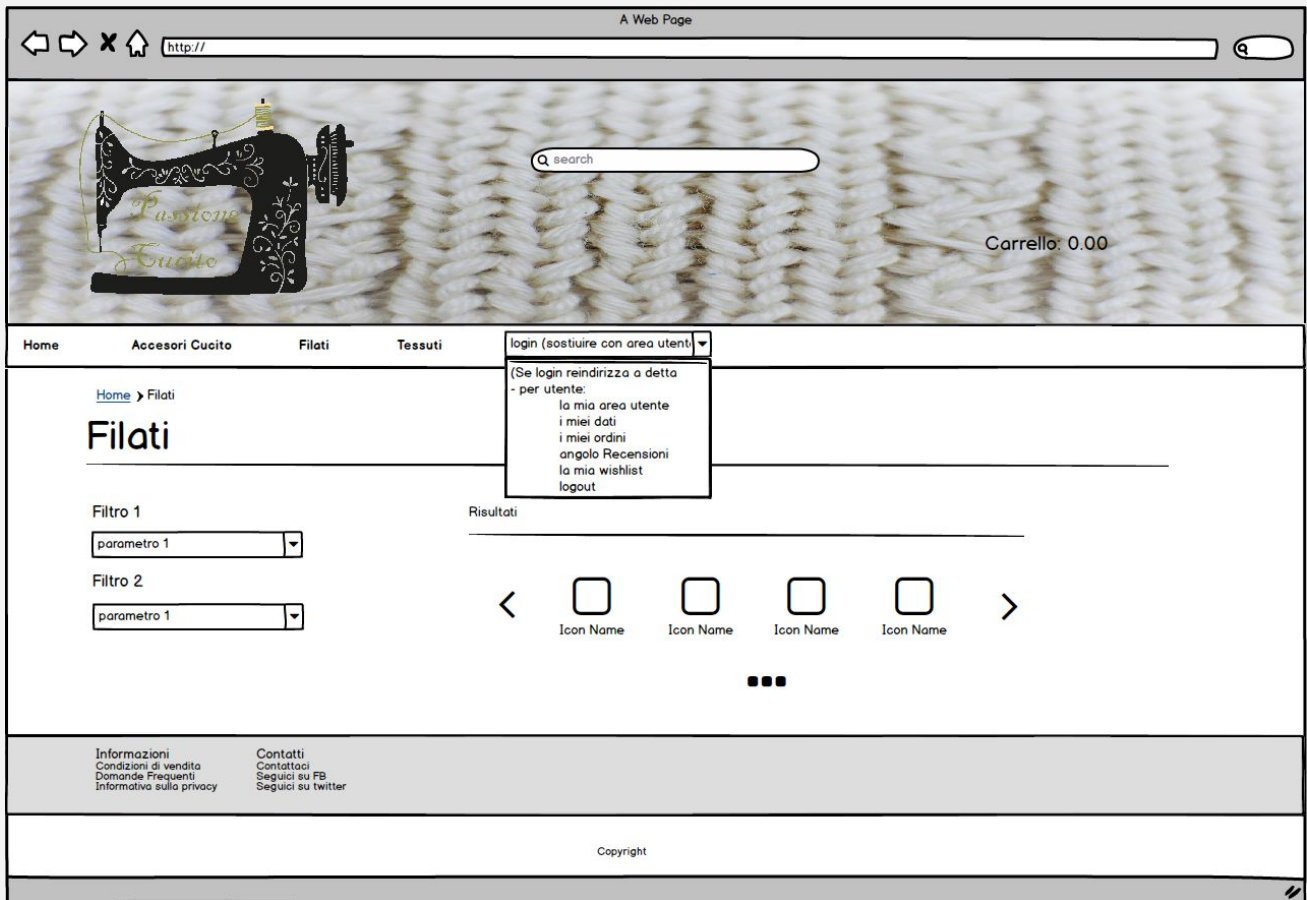 A Web Page
http://
search
Passione
Cucito
Carrello: 0.00
Home Accesori Cucito Filati Tessuti login (sostiuire con area utent
(Se login reindirizza a detta
- per utente:
la mia area utente
i miei dati
i miei ordini
angolo Recensioni
la mia wishlist
logout
Home > Filati
Filati
Filtro 1
parametro 1
Filtro 2
parametro 1
Risultati
Icon Name Icon Name Icon Name Icon Name
Informazioni
Condizioni di vendita
Domande Frequenti
Informativa sulla privacy
Contatti
Contattaci
Seguici su FB
Seguici su twitter
Copyright